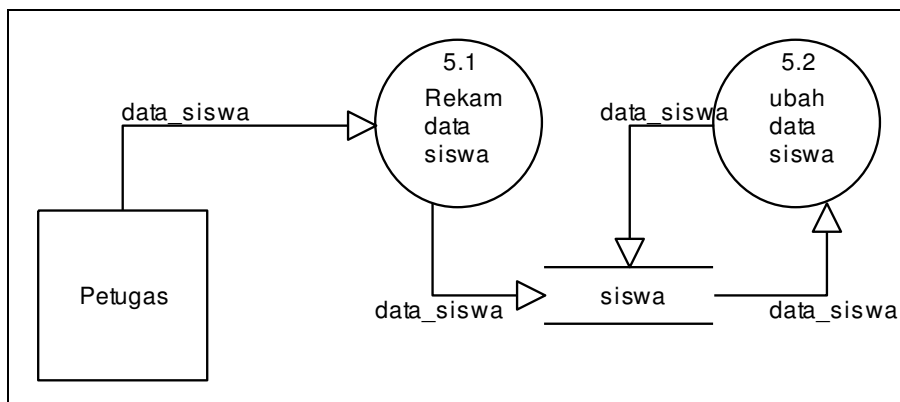 5.1
Rekam
data
siswa
5.2
ubah
data
siswa
data_siswa
data_siswa
Petugas
siswa
data_siswa
data_siswa